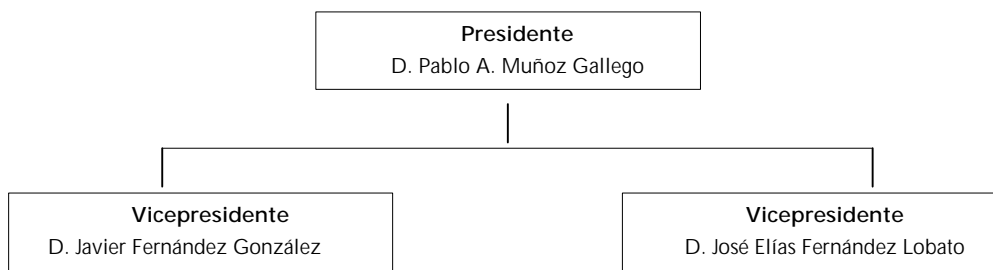 Presidente
D. Pablo A. Muñoz Gallego
Vicepresidente
D. Javier Fernández González
Vicepresidente
D. José Elías Fernández Lobato